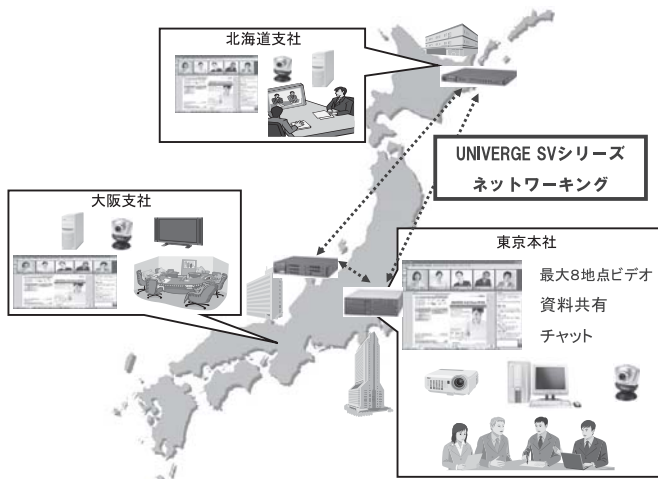 北海道支社
UNIVERGE SVシリーズ
ネットワーキング
大阪支社
東京本社
最大8地点ビデオ
資料共有
チャット